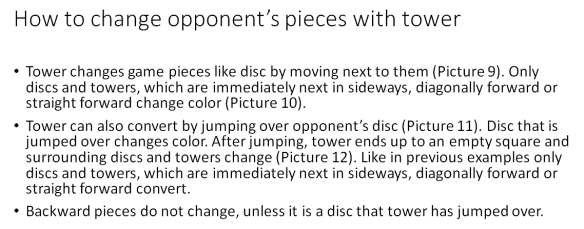 How to change opponent's pieces with tower
• Tower changes game pieces like disc by moving next to them (Picture 9). Only
discs and towers, which are immediately next in sideways, diagonally forward or
straight forward change color (Picture 10).
• Tower can also convert by jumping over opponent's disc (Picture 11). Disc that is
jumped over changes color. After jumping, tower ends up to an empty square and
surrounding discs and towers change (Picture 12). Like in previous examples only
discs and towers, which are immediately next in sideways, diagonally forward or
straight forward convert.
• Backward pieces do not change, unless it is a disc that tower has jumped over.